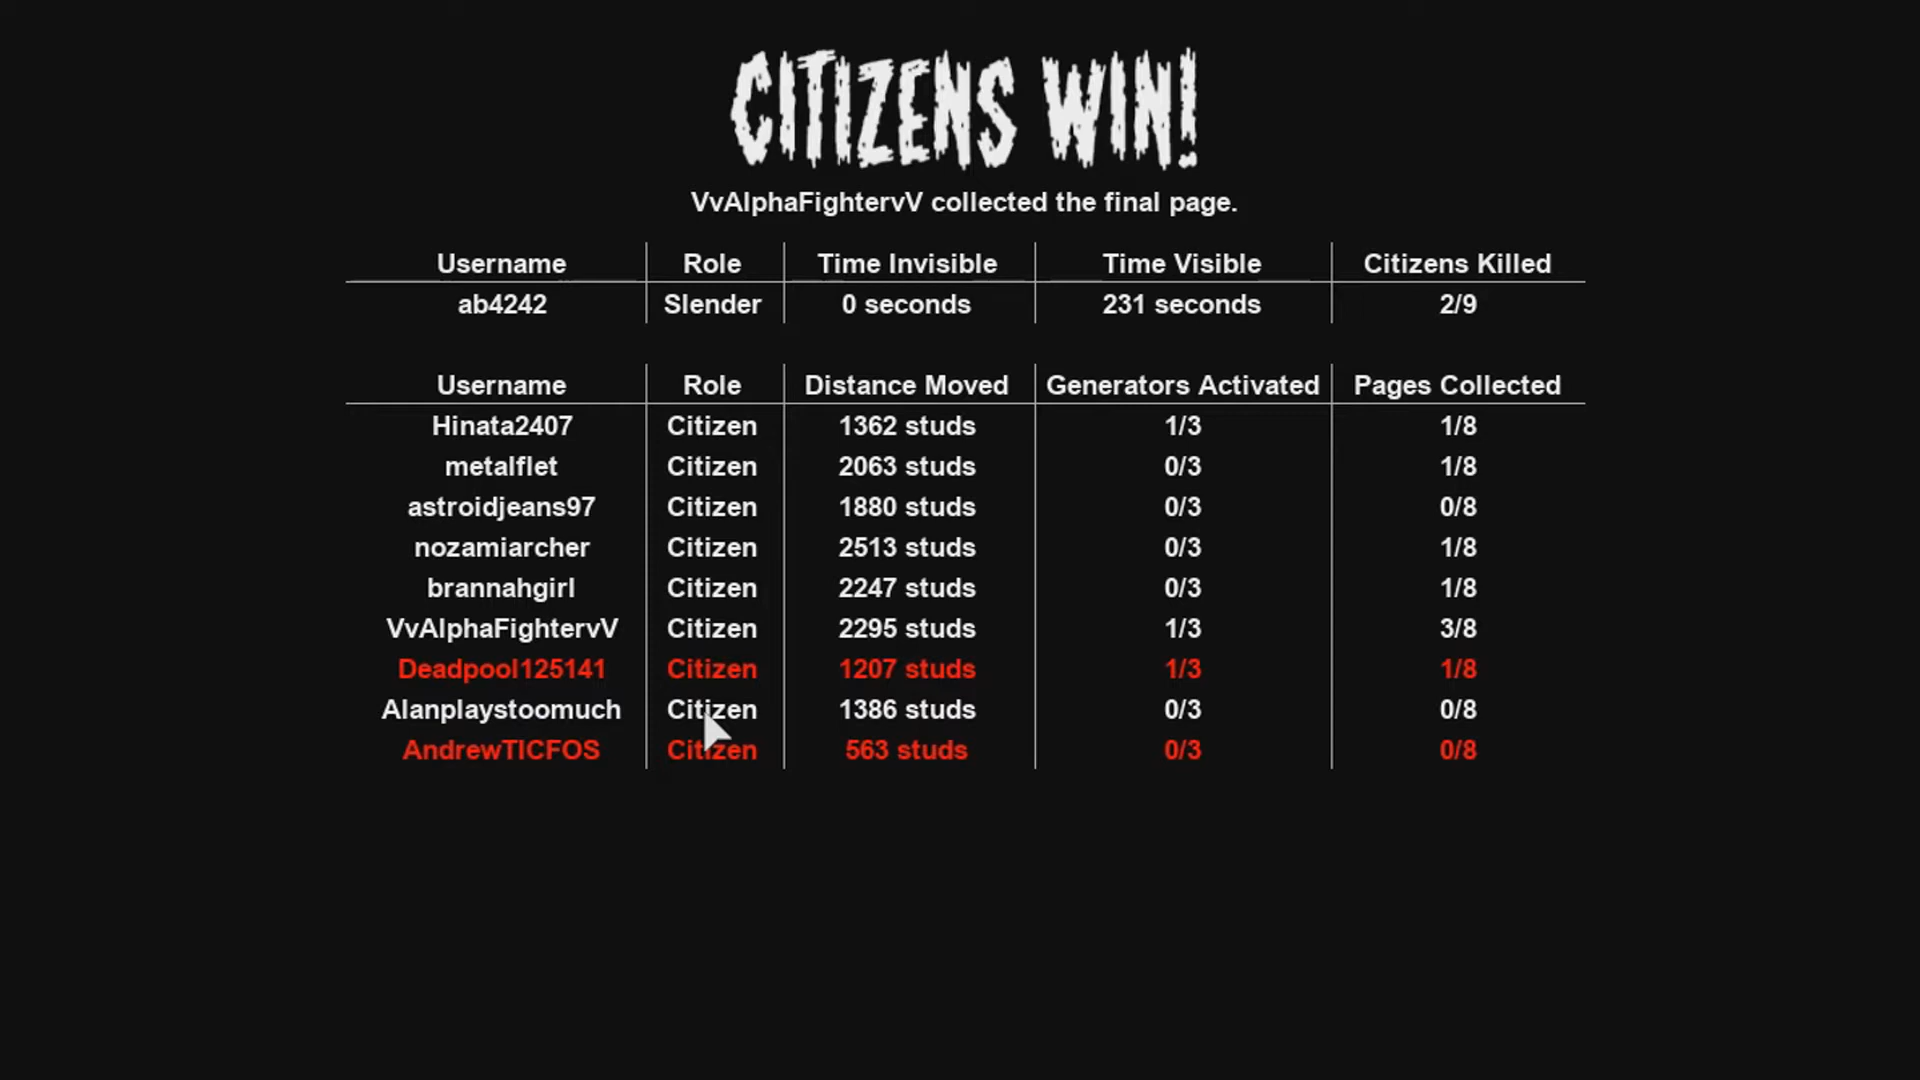 CITIZENS WIN!
VvAlphaFightervV collected the final page.
Username Role Time Invisible Time Visible Citizens Killed
ab4242 Slender 0 seconds 231 seconds 2/9
Username Role Distance Moved Generators Activated Pages Collected
Hinata2407 Citizen 1362 studs 1/3 1/8
metalflet Citizen 2063 studs 0/3 1/8
astroidjeans97 Citizen 1880 studs 0/3 0/8
nozamiarcher Citizen 2513 studs 0/3 1/8
brannahgirl Citizen 2247 studs 0/3 1/8
VvAlphaFightervV Citizen 2295 studs 1/3 3/8
Deadpool125141 Citizen 1207 studs 1/3 1/8
Alanplaystoomuch Citizen 1386 studs 0/3 0/8
AndrewTICFOS Citizen 563 studs 0/3 0/8